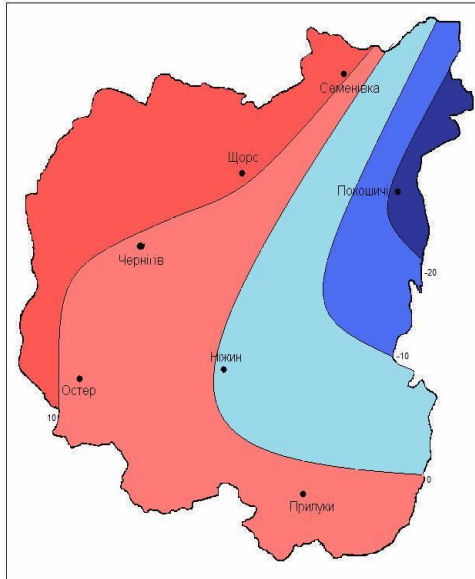 Семенівка
Щорс
Покошичі
Чернігів
-20
-10
Ніжин
Остер
10
0
Прилуки